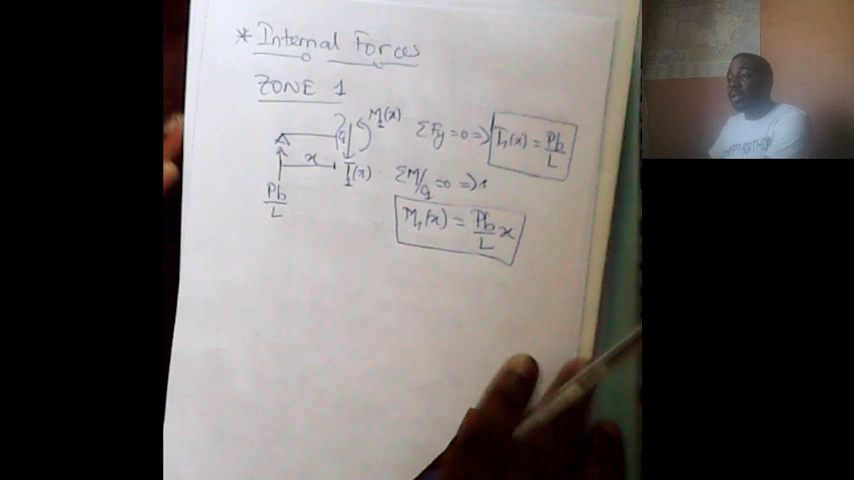 * Internal Forces
ZONE 1
M1(x)
ΣFy = 0 => T1(x) = Pb/L
x
T(x)
ΣM/ = 0 =>
Pb/L
M1(x) = Pb/L x